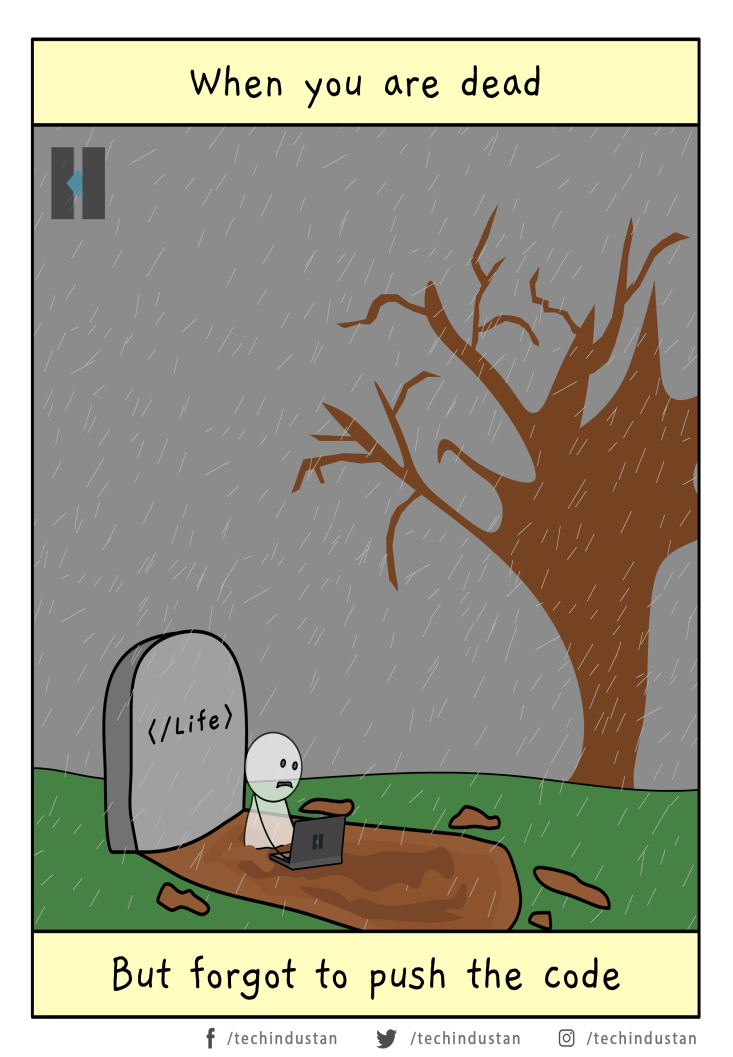 When you are dead
</Life>
But forgot to push the code
/techindustan /techindustan /techindustan